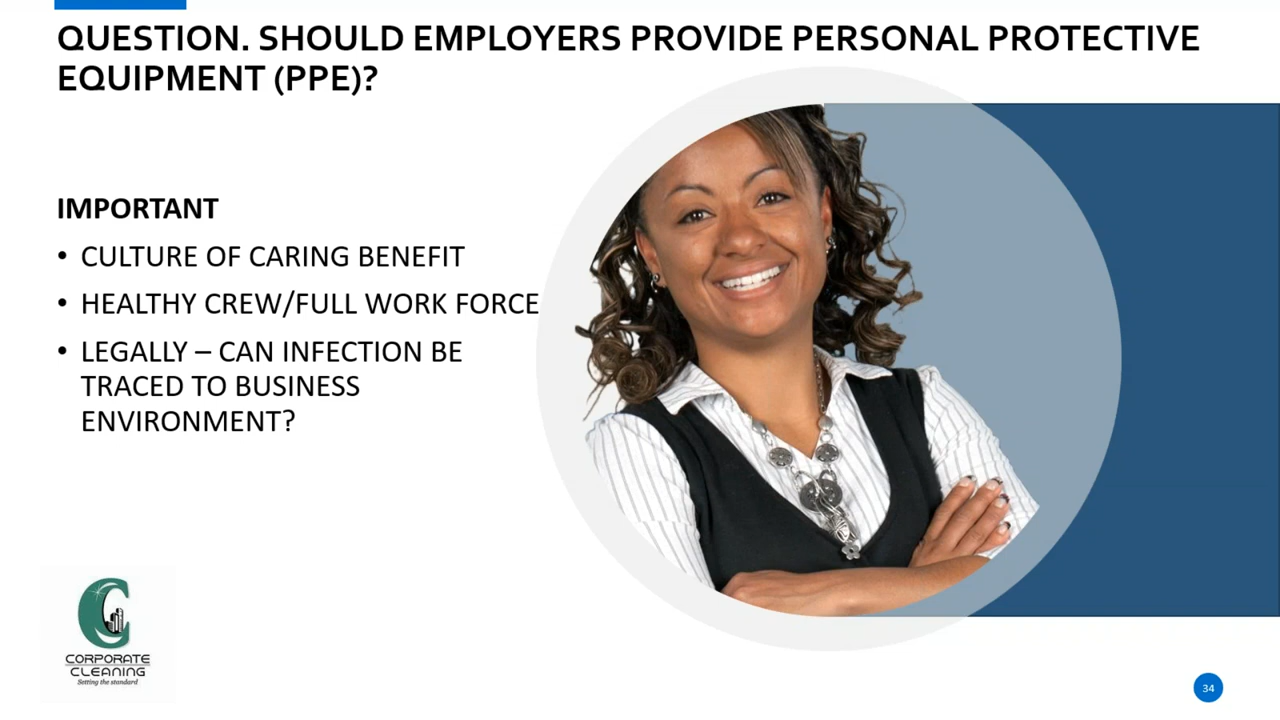 QUESTION. SHOULD EMPLOYERS PROVIDE PERSONAL PROTECTIVE
EQUIPMENT (PPE)?
IMPORTANT
• CULTURE OF CARING BENEFIT
• HEALTHY CREW/FULL WORK FORCE
• LEGALLY – CAN INFECTION BE
TRACED TO BUSINESS
ENVIRONMENT?
CORPORATE
CLEANING
Setting the standard
34